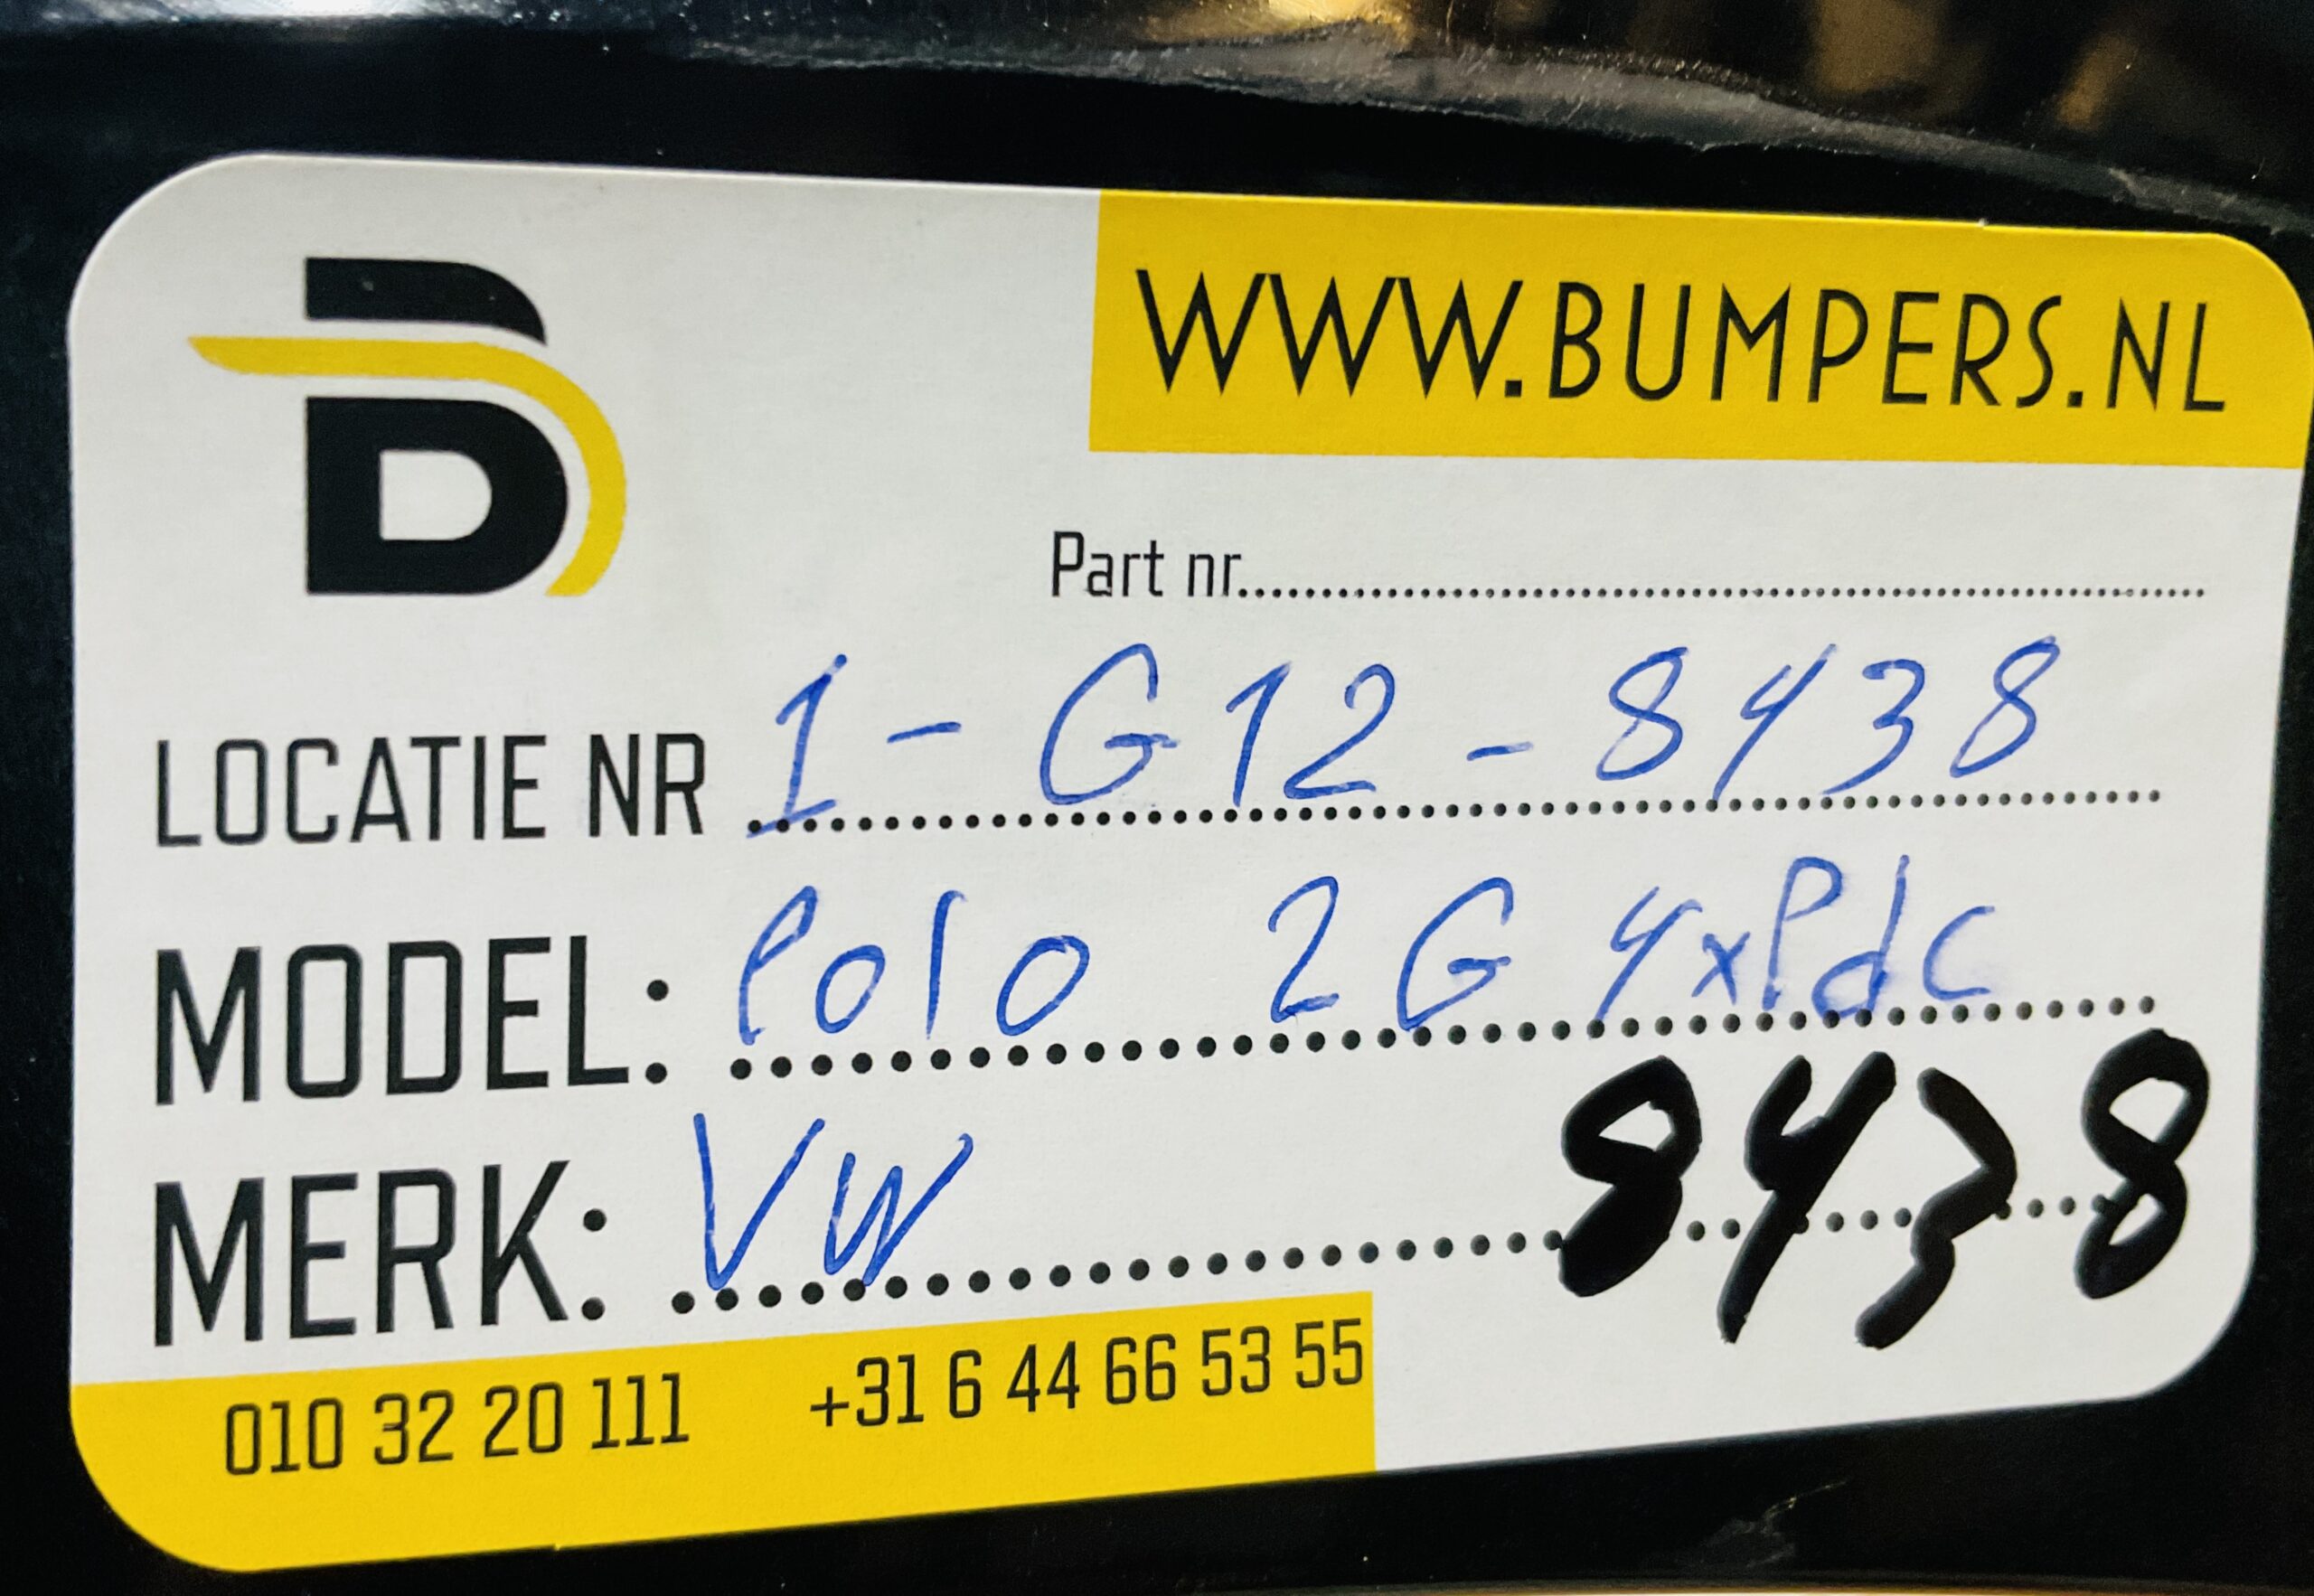 WWW.BUMPERS.NL
Part nr..........
LOCATIE NR 1 - G12 - 8438
MODEL: Polo 2G 4xPdc
MERK: VW 8438
010 32 20 111 +31 6 44 66 53 55